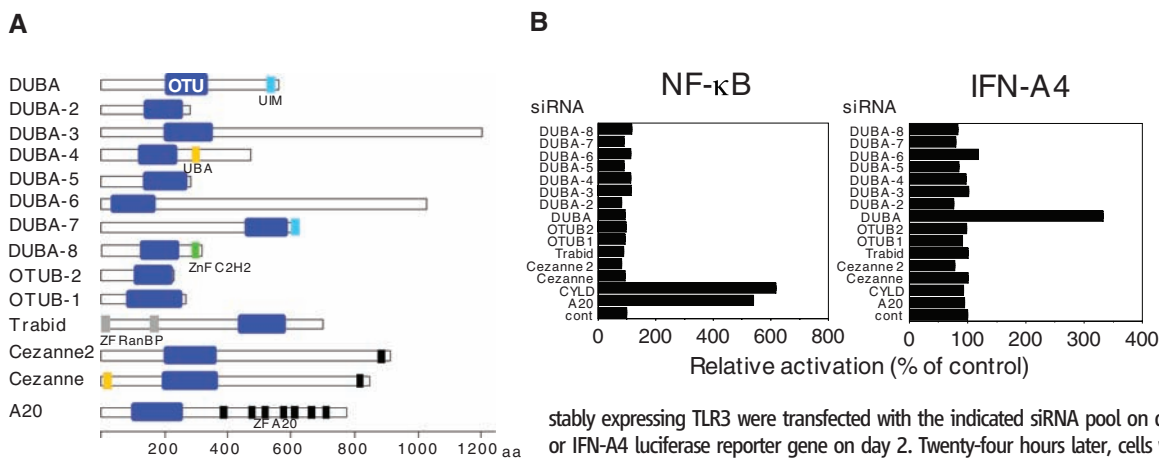 A
DUBA
OTU
UIM
DUBA-2
DUBA-3
DUBA-4
UBA
DUBA-5
DUBA-6
DUBA-7
DUBA-8
ZnF C2H2
OTUB-2
OTUB-1
Trabid
ZF RanBP
Cezanne2
Cezanne
A20
ZF A20
200 400 600 800 1000 1200 aa
B
NF-κB
siRNA
DUBA-8
DUBA-7
DUBA-6
DUBA-5
DUBA-4
DUBA-3
DUBA-2
DUBA
OTUB2
OTUB1
Trabid
Cezanne 2
Cezanne
CYLD
A20
cont
0 200 400 600 800
IFN-A4
siRNA
DUBA-8
DUBA-7
DUBA-6
DUBA-5
DUBA-4
DUBA-3
DUBA-2
DUBA
OTUB2
OTUB1
Trabid
Cezanne 2
Cezanne
CYLD
A20
cont
0 100 200 300 400
Relative activation (% of control)
stably expressing TLR3 were transfected with the indicated siRNA pool on
or IFN-A4 luciferase reporter gene on day 2. Twenty-four hours later, cells